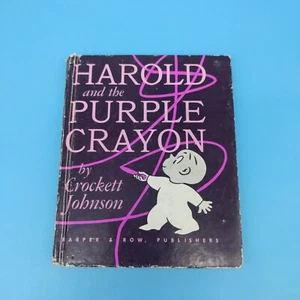 HAROLD
and the
PURPLE
CRAYON
by
Crockett
Johnson
HARPER & ROW, PUBLISHERS